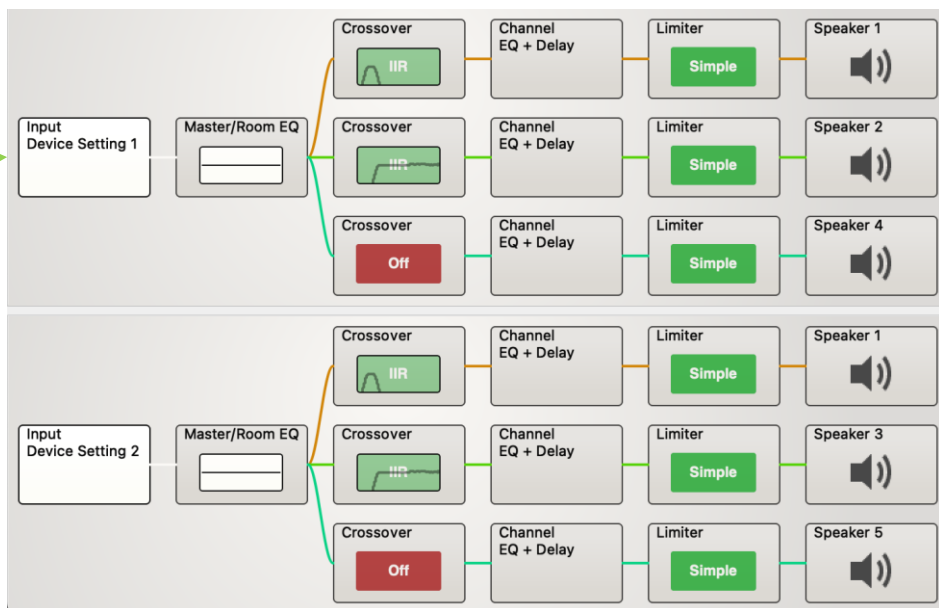 Crossover
IIR
Channel
EQ + Delay
Limiter
Simple
Speaker 1
Input
Device Setting 1
Master/Room EQ
Crossover
IIR
Channel
EQ + Delay
Limiter
Simple
Speaker 2
Crossover
Off
Channel
EQ + Delay
Limiter
Simple
Speaker 4
Crossover
IIR
Channel
EQ + Delay
Limiter
Simple
Speaker 1
Input
Device Setting 2
Master/Room EQ
Crossover
IIR
Channel
EQ + Delay
Limiter
Simple
Speaker 3
Crossover
Off
Channel
EQ + Delay
Limiter
Simple
Speaker 5